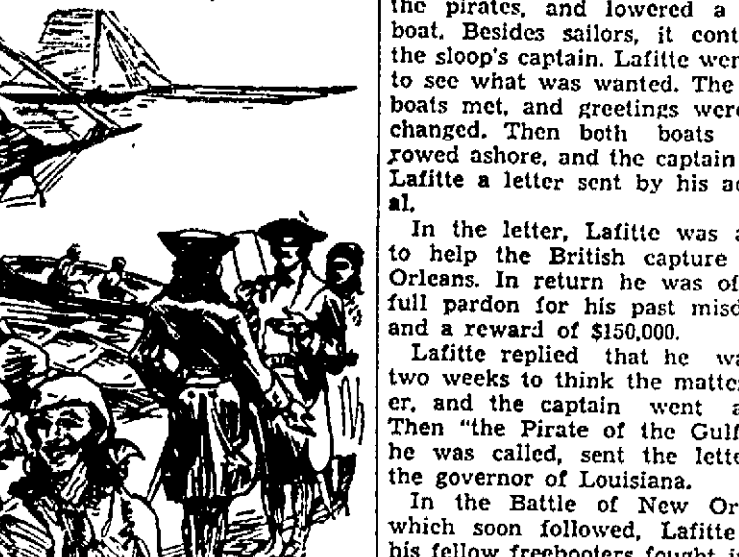 the pirates, and lowered a
boat. Besides sailors, it cont
the sloop's captain. Lafitte wen
to see what was wanted. The
boats met, and greetings were
changed. Then both boats
rowed ashore, and the captain
Lafitte a letter sent by his ad
al.
In the letter, Lafitte was a
to help the British capture
Orleans. In return he was of
full pardon for his past misd
and a reward of $150,000.
Lafitte replied that he wa
two weeks to think the matte
er, and the captain went a
Then "the Pirate of the Gulf
he was called, sent the lette
the governor of Louisiana.
In the Battle of New Or
which soon followed, Lafitte
his fellow freebooters fought i